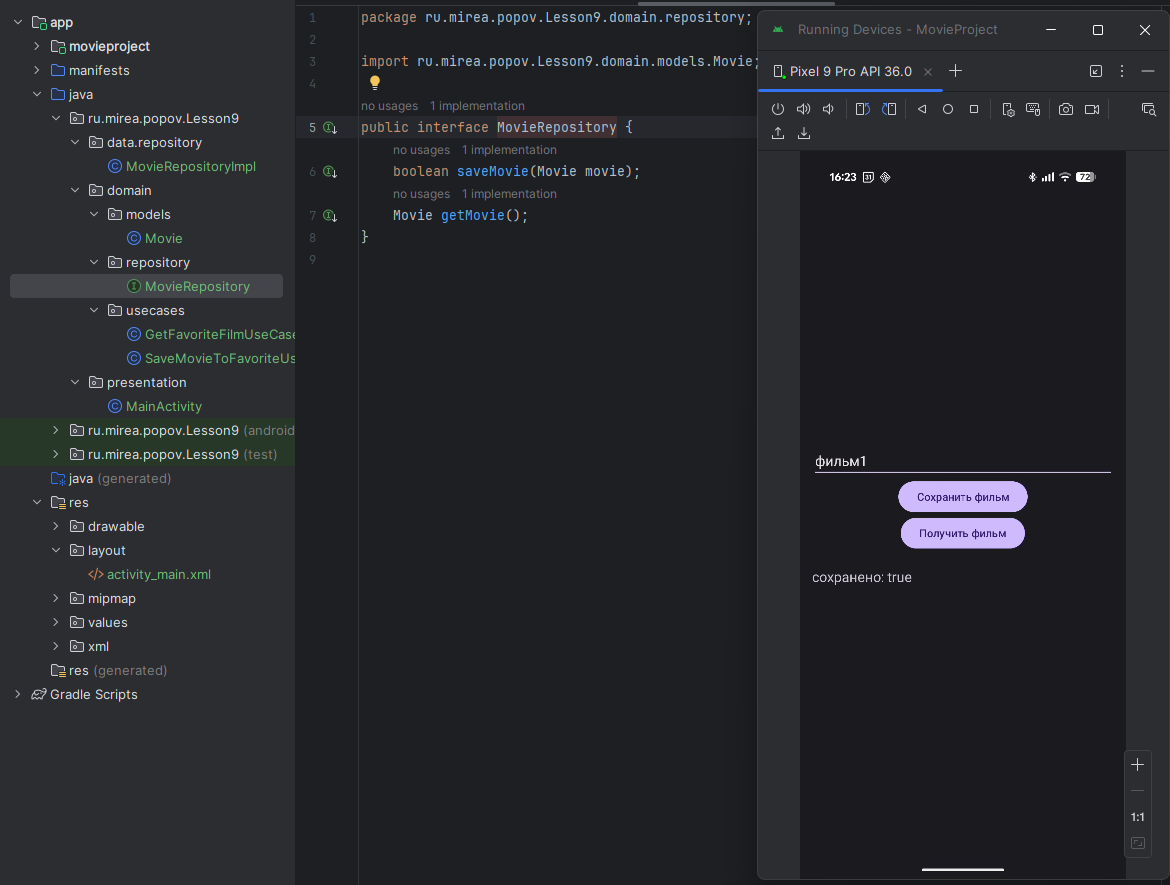 app
movieproject
manifests
java
ru.mirea.popov.Lesson9
data.repository
MovieRepositoryImpl
domain
models
Movie
repository
MovieRepository
usecases
GetFavoriteFilmUseCase
SaveMovieToFavoriteUs
presentation
MainActivity
ru.mirea.popov.Lesson9 (android
ru.mirea.popov.Lesson9 (test)
java (generated)
res
drawable
layout
activity_main.xml
mipmap
values
xml
res (generated)
Gradle Scripts
1 package ru.mirea.popov.Lesson9.domain.repository;
2
3 import ru.mirea.popov.Lesson9.domain.models.Movie;
4
no usages 1 implementation
5 public interface MovieRepository {
no usages 1 implementation
6 boolean saveMovie(Movie movie);
no usages 1 implementation
7 Movie getMovie();
8 }
9
Running Devices - MovieProject
Pixel 9 Pro API 36.0
16:23 31 72
фильм1
Сохранить фильм
Получить фильм
сохранено: true
1:1